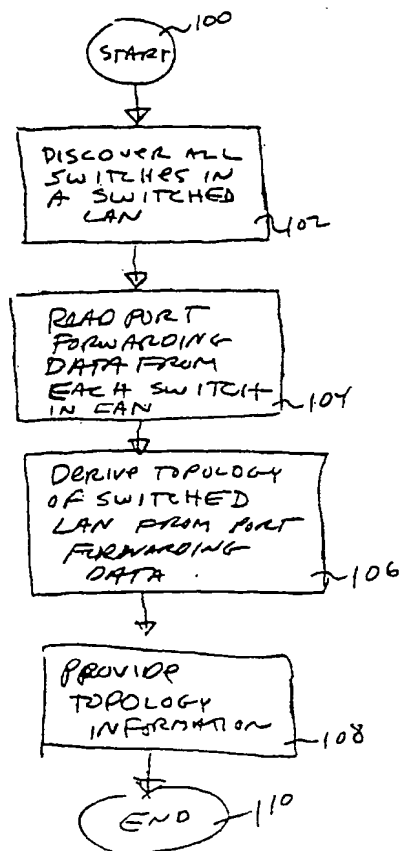 100
START
DISCOVER ALL
SWITCHES IN
A SWITCHED
LAN
102
READ PORT
FORWARDING
DATA FROM
EACH SWITCH
IN LAN
104
DERIVE TOPOLOGY
OF SWITCHED
LAN FROM PORT
FORWARDING
DATA.
106
PROVIDE
TOPOLOGY
INFORMATION
108
END
110